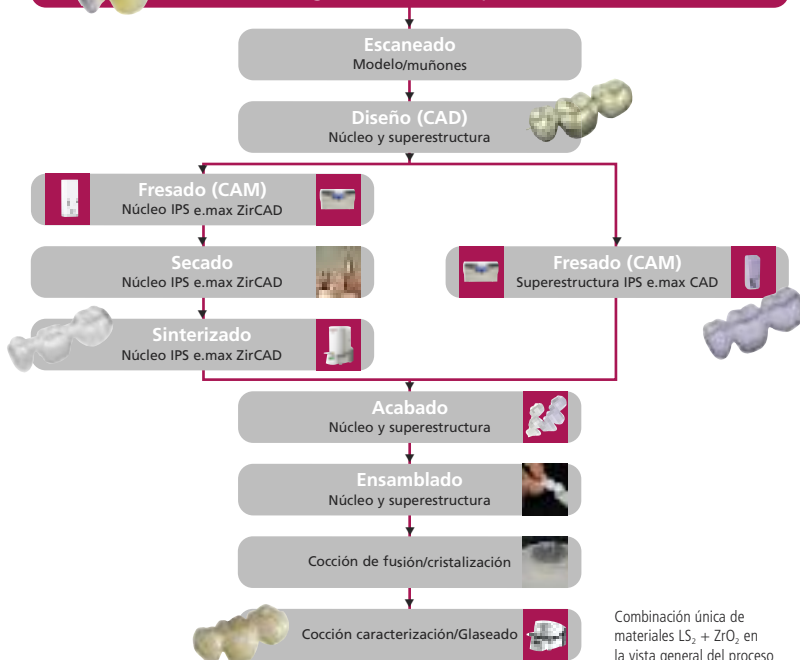 Escaneado
Modelo/muñones
Diseño (CAD)
Núcleo y superestructura
Fresado (CAM)
Núcleo IPS e.max ZirCAD
Secado
Núcleo IPS e.max ZirCAD
Sinterizado
Núcleo IPS e.max ZirCAD
Fresado (CAM)
Superestructura IPS e.max CAD
Acabado
Núcleo y superestructura
Ensamblado
Núcleo y superestructura
Cocción de fusión/cristalización
Cocción caracterización/Glaseado
Combinación única de
materiales LS₂ + ZrO₂ en
la vista general del proceso